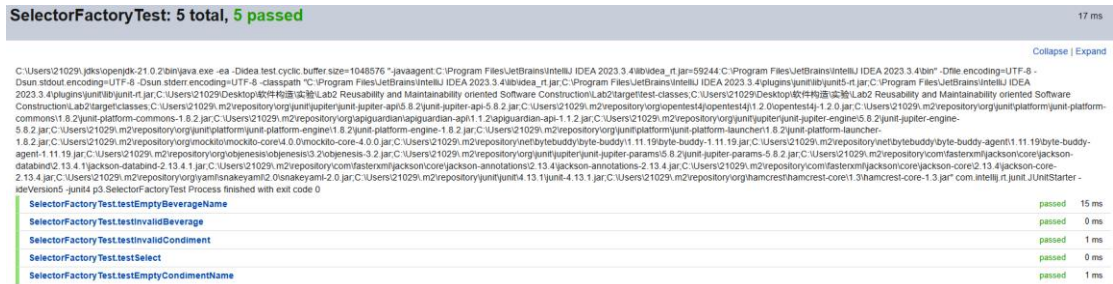 SelectorFactoryTest: 5 total, 5 passed
17 ms
Collapse | Expand
C:\Users\21029\.jdks\openjdk-21.0.2\bin\java.exe -ea -Didea.test.cyclic.buffer.size=1048576 "-javaagent:C:\Program Files\JetBrains\IntelliJ IDEA 2023.3.4\lib\idea_rt.jar=59244:C:\Program Files\JetBrains\IntelliJ IDEA 2023.3.4\bin" -Dfile.encoding=UTF-8 -
Dsun.stdout.encoding=UTF-8 -Dsun.stderr.encoding=UTF-8 -classpath "C:\Program Files\JetBrains\IntelliJ IDEA 2023.3.4\lib\idea_rt.jar;C:\Program Files\JetBrains\IntelliJ IDEA 2023.3.4\plugins\junit\lib\junit5-rt.jar;C:\Program Files\JetBrains\IntelliJ IDEA
2023.3.4\plugins\junit\lib\junit-rt.jar;C:\Users\21029\Desktop\软件构造\实验\Lab2 Reusability and Maintainability oriented Software Construction\Lab2\target\test-classes;C:\Users\21029\Desktop\软件构造\实验\Lab2 Reusability and Maintainability oriented Software
Construction\Lab2\target\classes;C:\Users\21029\.m2\repository\org\junit\jupiter\junit-jupiter-api\5.8.2\junit-jupiter-api-5.8.2.jar;C:\Users\21029\.m2\repository\org\opentest4j\opentest4j\1.2.0\opentest4j-1.2.0.jar;C:\Users\21029\.m2\repository\org\junit\platform\junit-platform-
commons\1.8.2\junit-platform-commons-1.8.2.jar;C:\Users\21029\.m2\repository\org\apiguardian\apiguardian-api\1.1.2\apiguardian-api-1.1.2.jar;C:\Users\21029\.m2\repository\org\junit\jupiter\junit-jupiter-engine\5.8.2\junit-jupiter-engine-
5.8.2.jar;C:\Users\21029\.m2\repository\org\junit\platform\junit-platform-engine\1.8.2\junit-platform-engine-1.8.2.jar;C:\Users\21029\.m2\repository\org\junit\platform\junit-platform-launcher\1.8.2\junit-platform-launcher-
1.8.2.jar;C:\Users\21029\.m2\repository\org\mockito\mockito-core\4.0.0\mockito-core-4.0.0.jar;C:\Users\21029\.m2\repository\net\bytebuddy\byte-buddy\1.11.19\byte-buddy-1.11.19.jar;C:\Users\21029\.m2\repository\net\bytebuddy\byte-buddy-agent\1.11.19\byte-buddy-
agent-1.11.19.jar;C:\Users\21029\.m2\repository\org\objenesis\objenesis\3.2\objenesis-3.2.jar;C:\Users\21029\.m2\repository\org\junit\jupiter\junit-jupiter-params\5.8.2\junit-jupiter-params-5.8.2.jar;C:\Users\21029\.m2\repository\com\fasterxml\jackson\core\jackson-
databind\2.13.4.1\jackson-databind-2.13.4.1.jar;C:\Users\21029\.m2\repository\com\fasterxml\jackson\core\jackson-annotations\2.13.4\jackson-annotations-2.13.4.jar;C:\Users\21029\.m2\repository\com\fasterxml\jackson\core\jackson-core\2.13.4\jackson-core-
2.13.4.jar;C:\Users\21029\.m2\repository\org\yaml\snakeyaml\2.0\snakeyaml-2.0.jar;C:\Users\21029\.m2\repository\junit\junit\4.13.1\junit-4.13.1.jar;C:\Users\21029\.m2\repository\org\hamcrest\hamcrest-core\1.3\hamcrest-core-1.3.jar" com.intellij.rt.junit.JUnitStarter -
ideVersion5 -junit4 p3.SelectorFactoryTest Process finished with exit code 0
SelectorFactoryTest.testEmptyBeverageName passed 15 ms
SelectorFactoryTest.testInvalidBeverage passed 0 ms
SelectorFactoryTest.testInvalidCondiment passed 1 ms
SelectorFactoryTest.testSelect passed 0 ms
SelectorFactoryTest.testEmptyCondimentName passed 1 ms